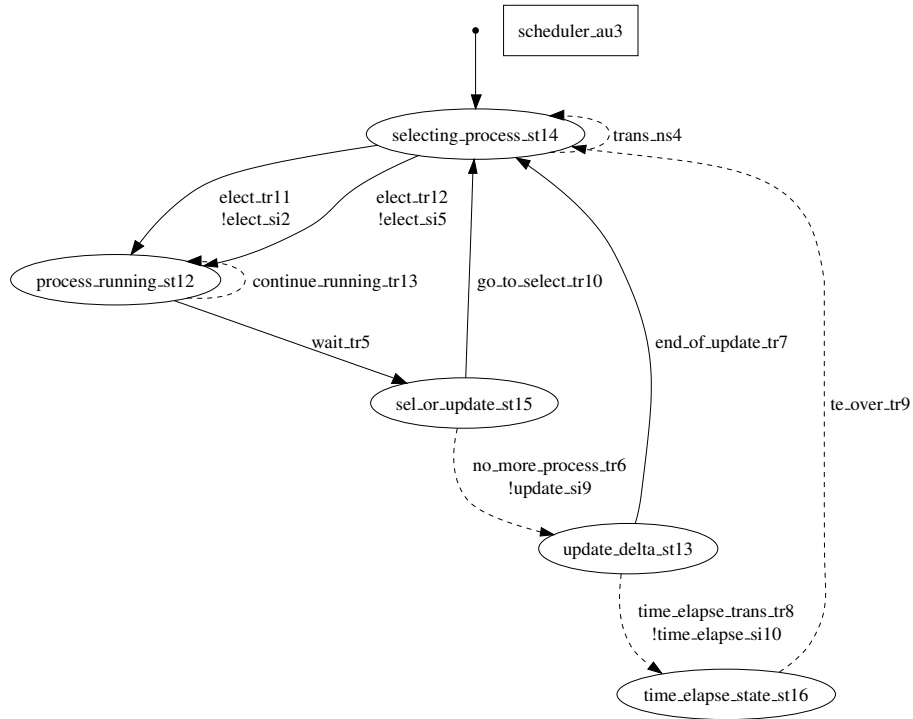 scheduler_au3
selecting_process_st14
trans_ns4
elect_tr11
!elect_si2
elect_tr12
!elect_si5
process_running_st12
continue_running_tr13
go_to_select_tr10
wait_tr5
end_of_update_tr7
sel_or_update_st15
te_over_tr9
no_more_process_tr6
!update_si9
update_delta_st13
time_elapse_trans_tr8
!time_elapse_si10
time_elapse_state_st16